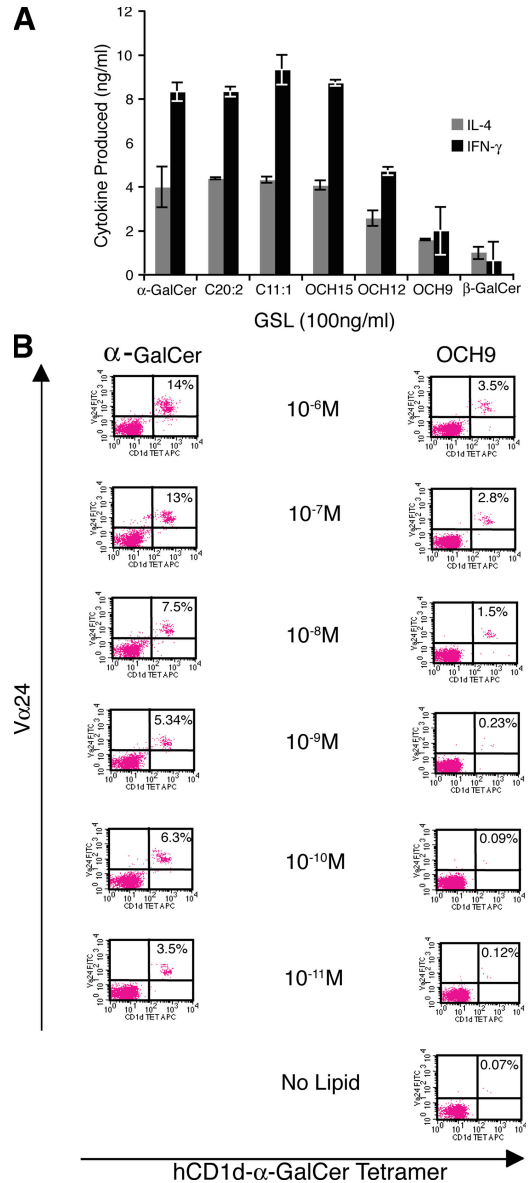 A
Cytokine Produced (ng/ml)
12
10
8
6
4
2
0
IL-4
IFN-γ
α-GalCer C20:2 C11:1 OCH15 OCH12 OCH9 β-GalCer
GSL (100ng/ml)
B
α-GalCer OCH9
Vα24
14% 10⁻⁶M 3.5%
13% 10⁻⁷M 2.8%
7.5% 10⁻⁸M 1.5%
5.34% 10⁻⁹M 0.23%
6.3% 10⁻¹⁰M 0.09%
3.5% 10⁻¹¹M 0.12%
No Lipid 0.07%
hCD1d-α-GalCer Tetramer